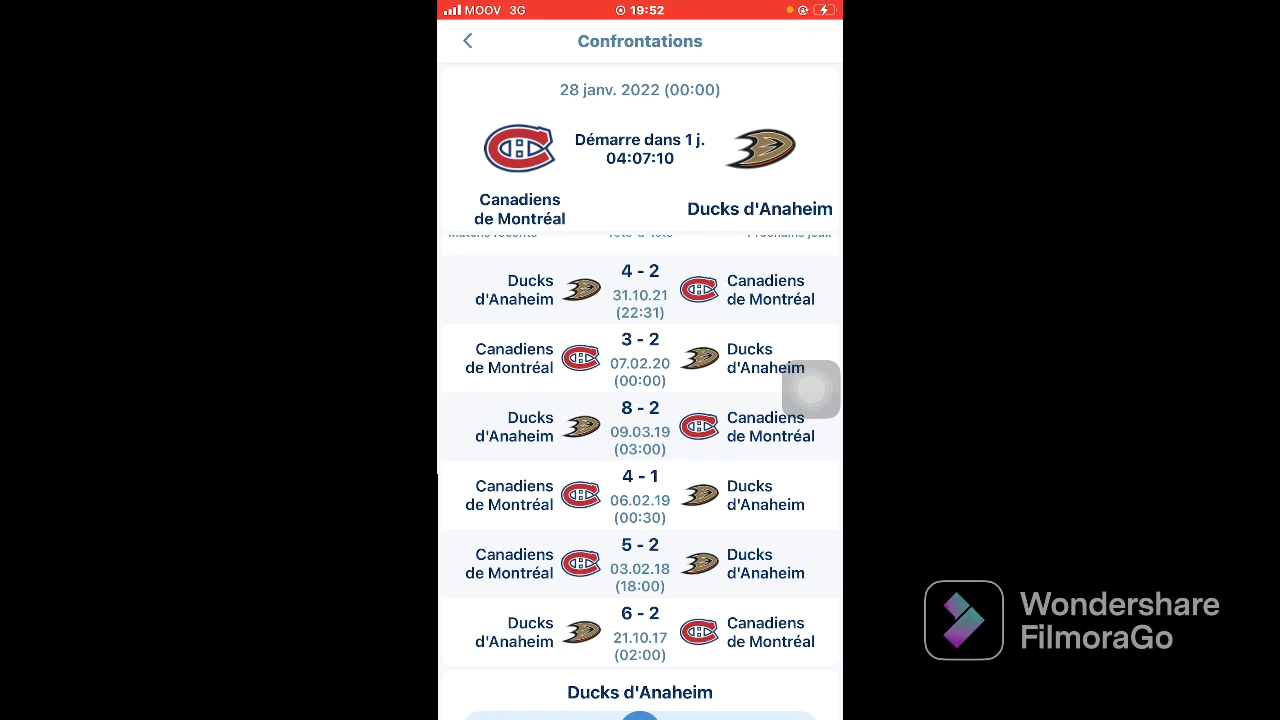 MOOV 3G
19:52
Confrontations
28 janv. 2022 (00:00)
Démarre dans 1 j.
04:07:10
Canadiens
de Montréal
Ducks d'Anaheim
Ducks
d'Anaheim
4 - 2
31.10.21
(22:31)
Canadiens
de Montréal
Canadiens
de Montréal
3 - 2
07.02.20
(00:00)
Ducks
d'Anaheim
Ducks
d'Anaheim
8 - 2
09.03.19
(03:00)
Canadiens
de Montréal
Canadiens
de Montréal
4 - 1
06.02.19
(00:30)
Ducks
d'Anaheim
Canadiens
de Montréal
5 - 2
03.02.18
(18:00)
Ducks
d'Anaheim
Ducks
d'Anaheim
6 - 2
21.10.17
(02:00)
Canadiens
de Montréal
Ducks d'Anaheim
Wondershare
FilmoraGo